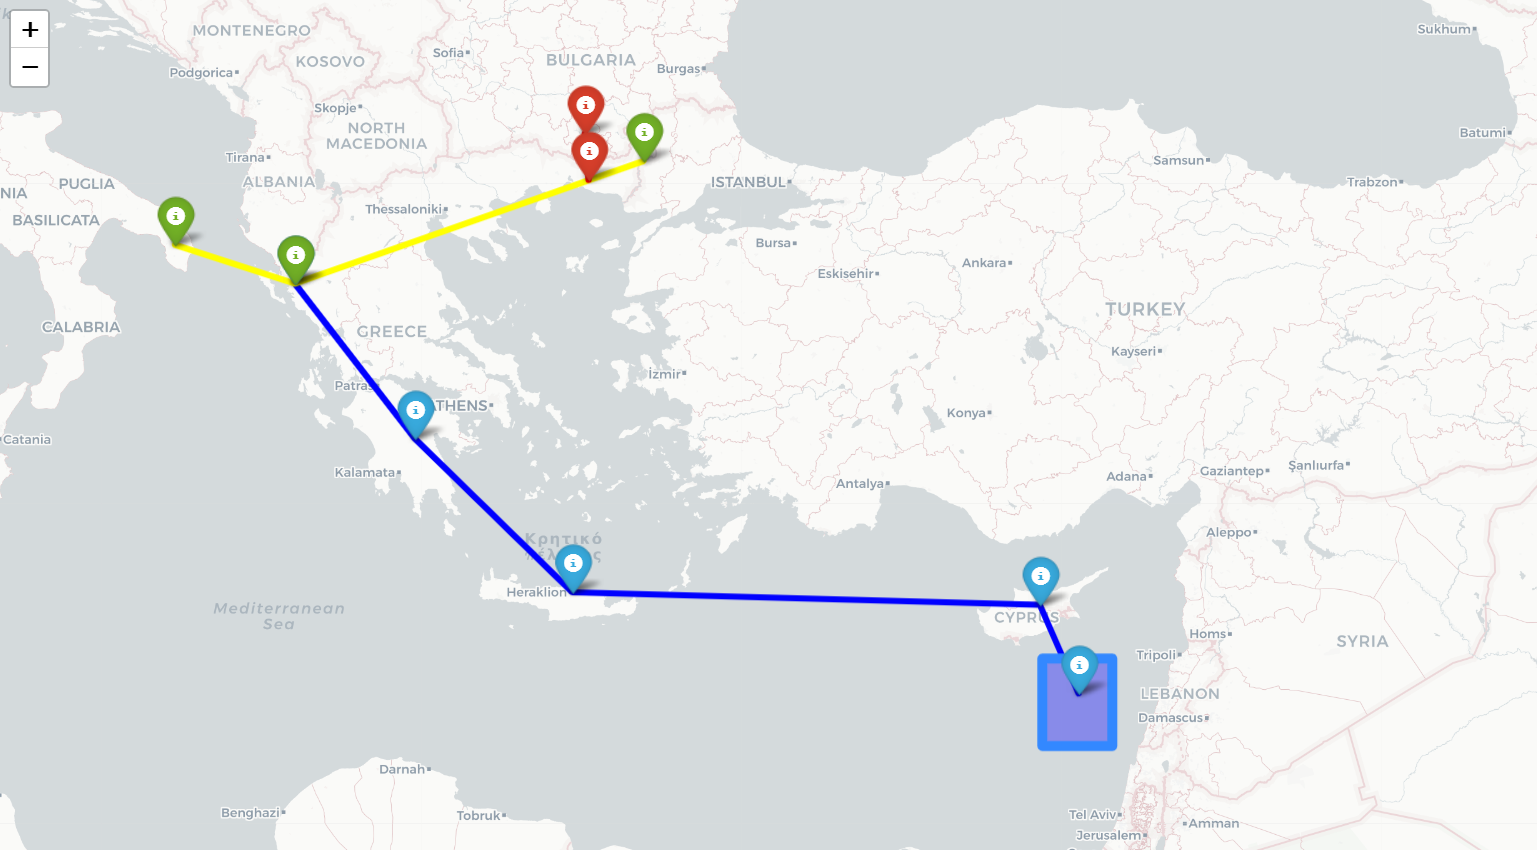 +
−
MONTENEGRO
Sofia
BULGARIA
Sukhum
KOSOVO
Podgorica
Burgas
Skopje
NORTH
MACEDONIA
Batumi
Tirana
Samsun
PUGLIA
ALBANIA
ISTANBUL
Trabzon
NIA
BASILICATA
Thessaloniki
Bursa
Ankara
Eskisehir
TURKEY
CALABRIA
GREECE
Kayseri
İzmir
Patras
THENS
Konya
Catania
Kalamata
Antalya
Adana
Gaziantep
Şanlıurfa
Aleppo
Κρητικό
Heraklion
Mediterranean
Sea
CYPRUS
Homs
SYRIA
Tripoli
LEBANON
Damascus
Darnah
Benghazi
Tobruk
Tel Aviv
Amman
Jerusalem